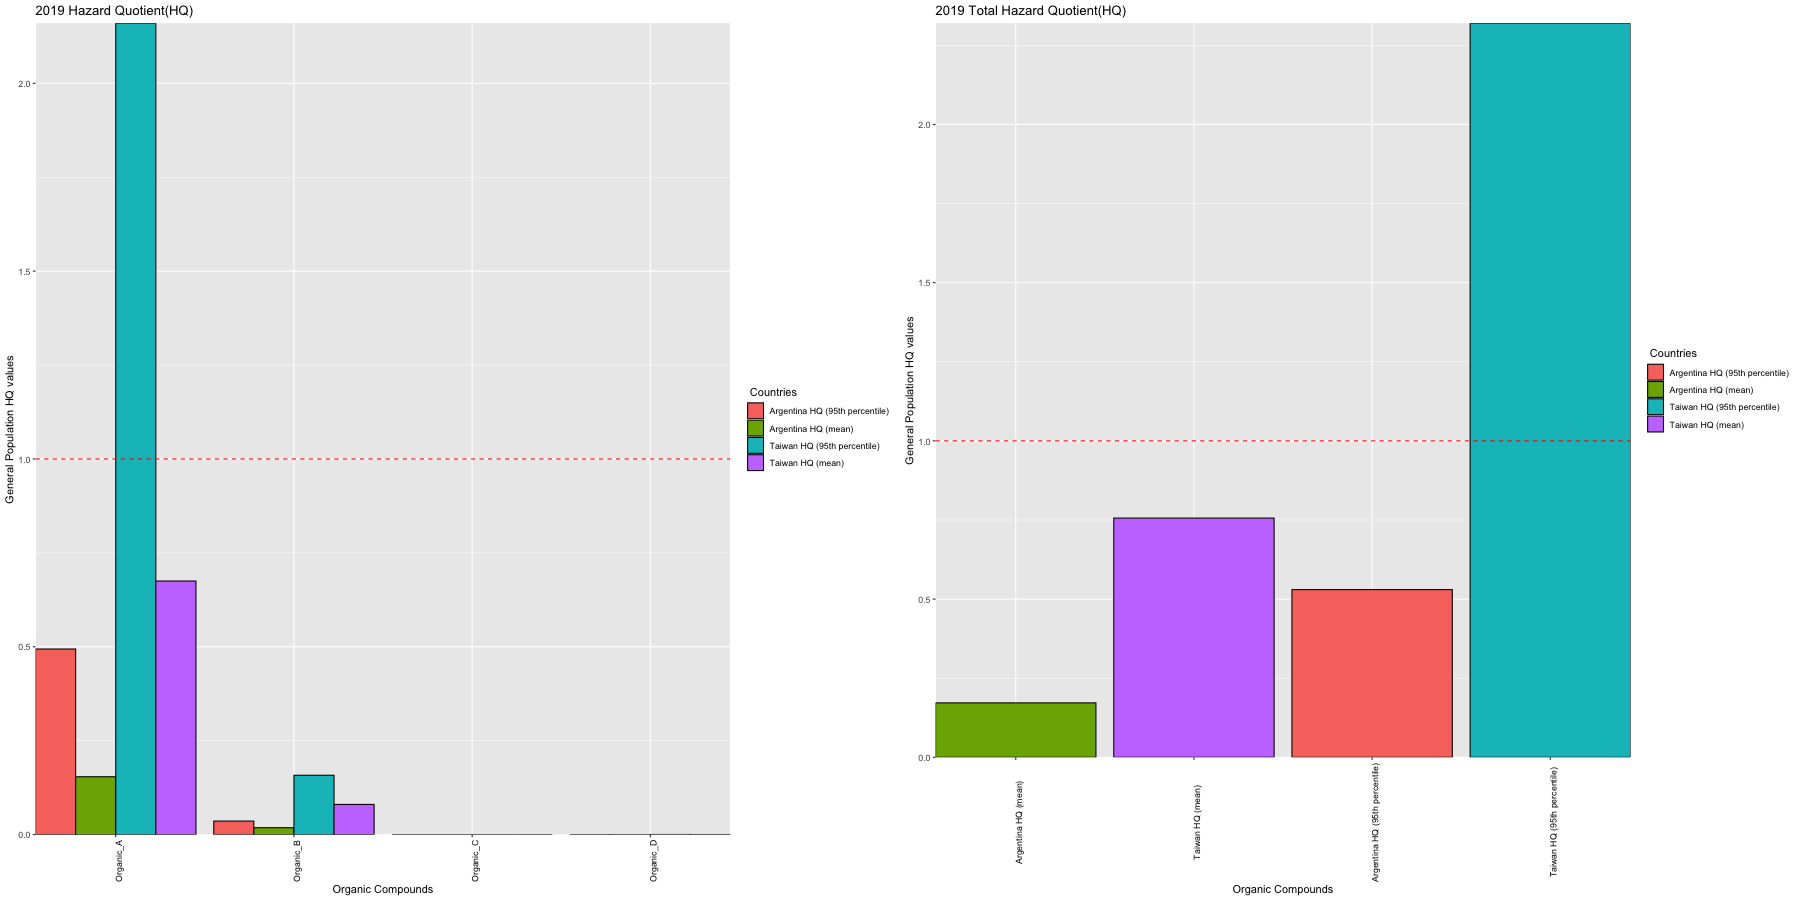 2019 Hazard Quotient(HQ)
General Population HQ values
2.0
1.5
1.0
0.5
0.0
Organic_A
Organic_B
Organic_C
Organic_D
Organic Compounds
Countries
Argentina HQ (95th percentile)
Argentina HQ (mean)
Taiwan HQ (95th percentile)
Taiwan HQ (mean)
2019 Total Hazard Quotient(HQ)
General Population HQ values
2.0
1.5
1.0
0.5
0.0
Argentina HQ (mean)
Taiwan HQ (mean)
Argentina HQ (95th percentile)
Taiwan HQ (95th percentile)
Organic Compounds
Countries
Argentina HQ (95th percentile)
Argentina HQ (mean)
Taiwan HQ (95th percentile)
Taiwan HQ (mean)